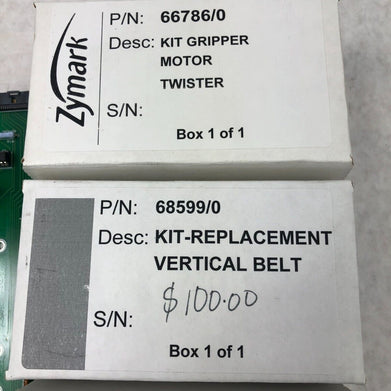 Zymark
P/N: 66786/0
Desc: KIT GRIPPER
MOTOR
TWISTER
S/N:
Box 1 of 1
P/N: 68599/0
Desc: KIT-REPLACEMENT
VERTICAL BELT
$100.00
S/N:
Box 1 of 1